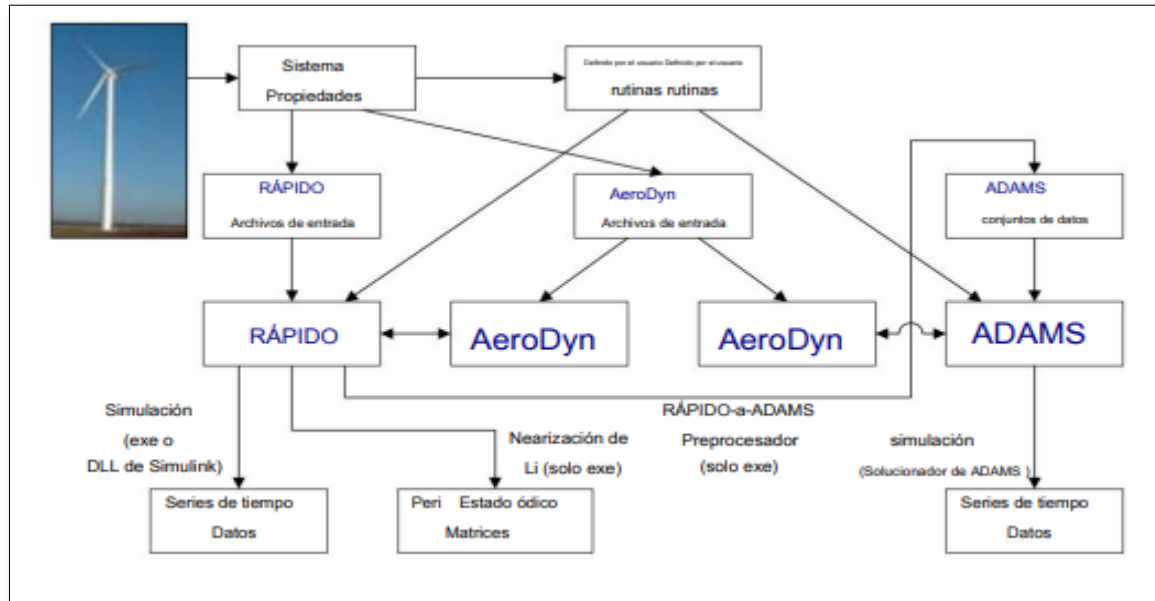 Sistema
Propiedades
Definido por el usuario Definido por el usuario
rutinas rutinas
RÁPIDO
Archivos de entrada
AeroDyn
Archivos de entrada
ADAMS
conjuntos de datos
RÁPIDO
AeroDyn
AeroDyn
ADAMS
Simulación
(exe o
DLL de Simulink)
Nearización de
Li (solo exe)
RÁPIDO-a-ADAMS
Preprocesador
(solo exe)
simulación
(Solucionador de ADAMS )
Series de tiempo
Datos
Peri Estado ódico
Matrices
Series de tiempo
Datos